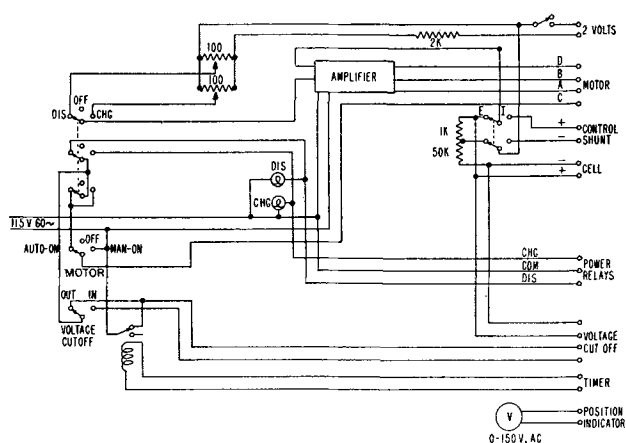 2 VOLTS
100
2K
100
AMPLIFIER
D
B
A
C
MOTOR
OFF
DIS
CHG
E
I
+
CONTROL
1K
-
SHUNT
50K
-
CELL
+
DIS
CHG
115 V 60~
AUTO-ON
OFF
MAN-ON
MOTOR
CHG
COM
DIS
POWER
RELAYS
OUT
IN
VOLTAGE
CUTOFF
VOLTAGE
CUT OFF
TIMER
V
POSITION
INDICATOR
0-150 V, AC